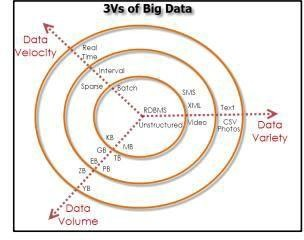 3Vs of Big Data
Data
Velocity
Real
Time
Interval
Sparse
Batch
SMS
RDBMS
XML
Text
Unstructured
Video
CSV
Photos
Data
Variety
KB
MB
GB
TB
EB
PB
ZB
YB
Data
Volume